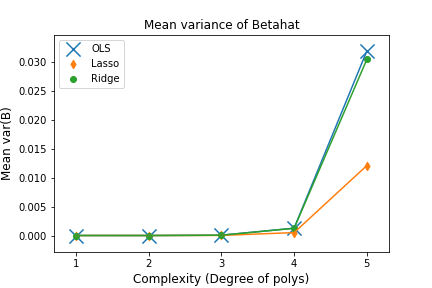 Mean variance of Betahat
OLS
Lasso
Ridge
Mean var(B)
0.030
0.025
0.020
0.015
0.010
0.005
0.000
1 2 3 4 5
Complexity (Degree of polys)